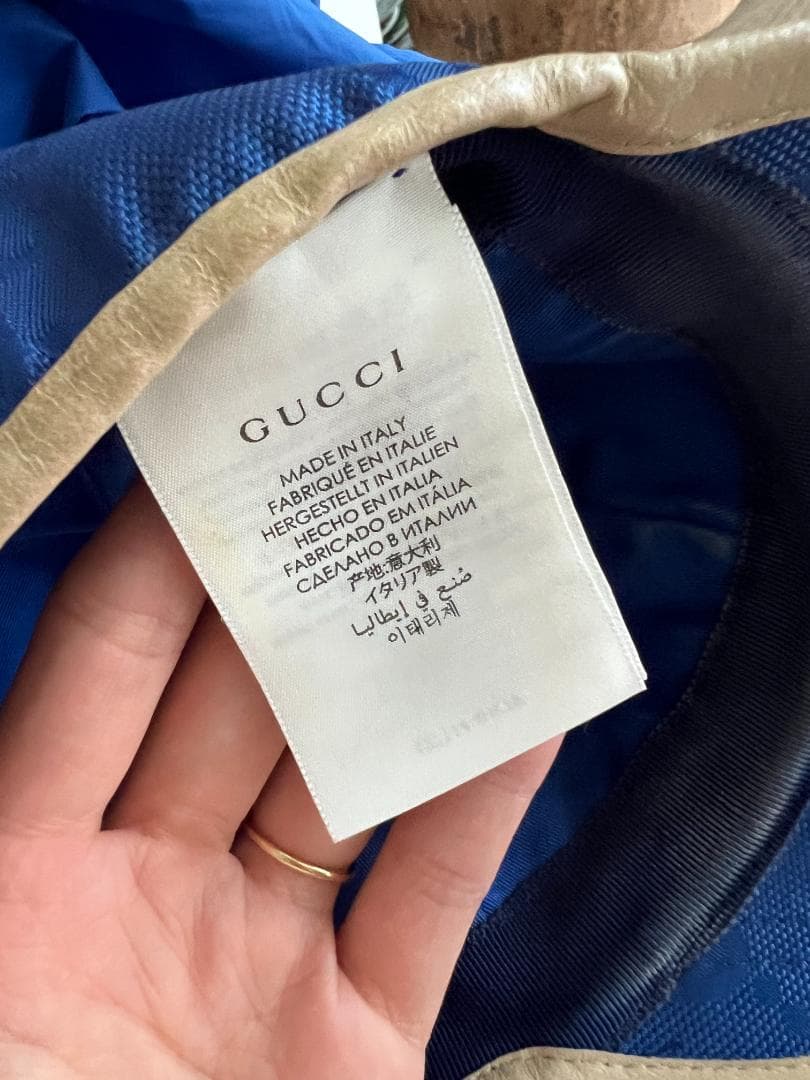 GUCCI
MADE IN ITALY
FABRIQUÉ EN ITALIE
HERGESTELLT IN ITALIEN
HECHO EN ITALIA
FABRICADO EM ITÁLIA
СДЕЛАНО В ИТАЛИИ
产地:意大利
イタリア製
صنع في إيطاليا
이태리제